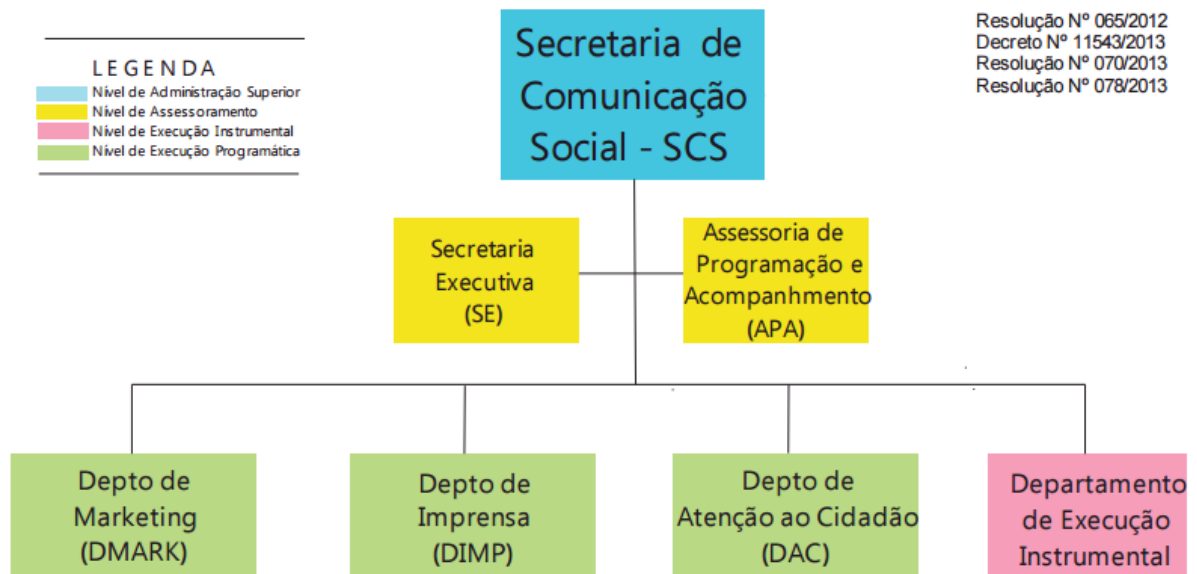 LEGENDA
Nível de Administração Superior
Nível de Assessoramento
Nível de Execução Instrumental
Nível de Execução Programática
Secretaria de
Comunicação
Social - SCS
Resolução Nº 065/2012
Decreto Nº 11543/2013
Resolução Nº 070/2013
Resolução Nº 078/2013
Secretaria
Executiva
(SE)
Assessoria de
Programação e
Acompanhmento
(APA)
Depto de
Marketing
(DMARK)
Depto de
Imprensa
(DIMP)
Depto de
Atenção ao Cidadão
(DAC)
Departamento
de Execução
Instrumental